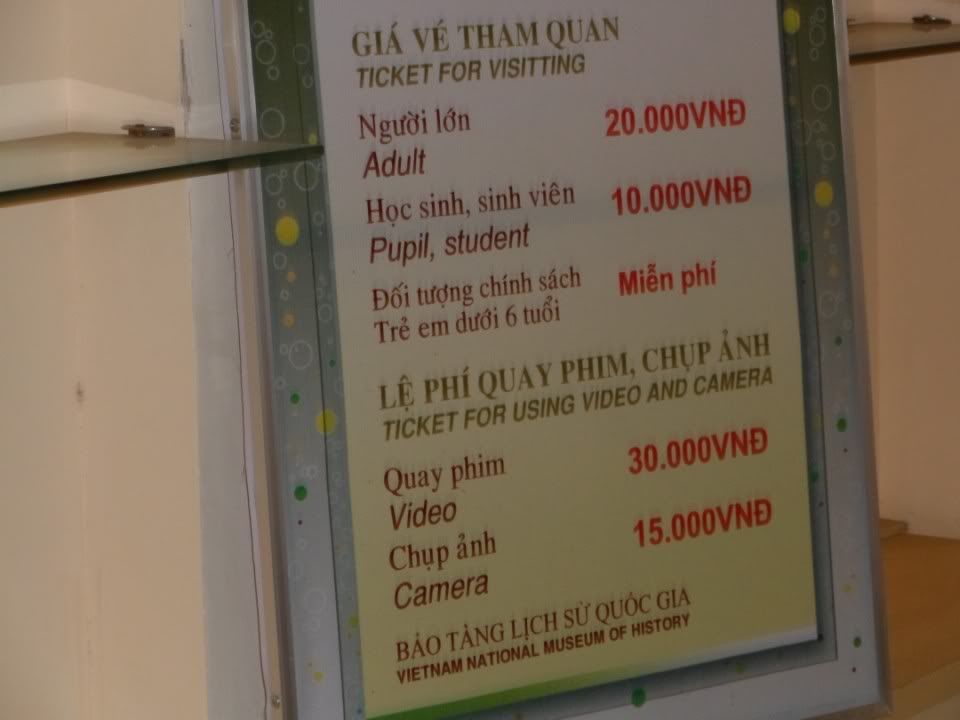 GIÁ VÉ THAM QUAN
TICKET FOR VISITTING
Người lớn 20.000VNĐ
Adult
Học sinh, sinh viên 10.000VNĐ
Pupil, student
Đối tượng chính sách Miễn phí
Trẻ em dưới 6 tuổi
LỆ PHÍ QUAY PHIM, CHỤP ẢNH
TICKET FOR USING VIDEO AND CAMERA
Quay phim 30.000VNĐ
Video
Chụp ảnh 15.000VNĐ
Camera
BẢO TÀNG LỊCH SỬ QUỐC GIA
VIETNAM NATIONAL MUSEUM OF HISTORY